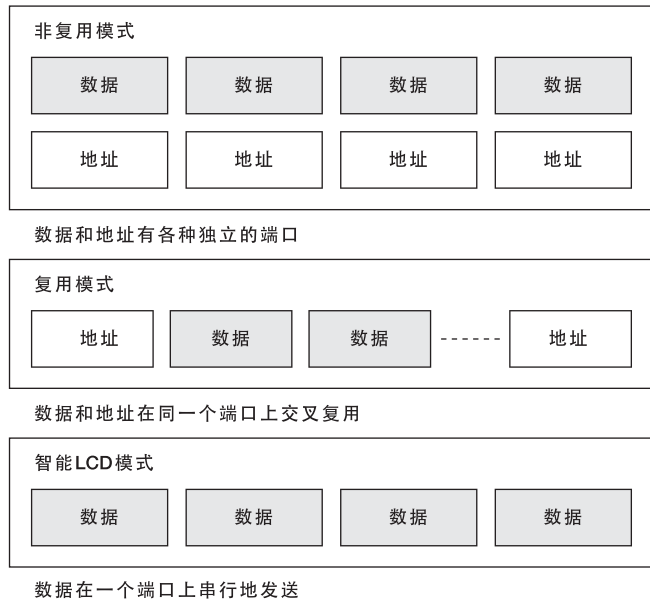 非复用模式
数据 数据 数据 数据
地址 地址 地址 地址
数据和地址有各种独立的端口
复用模式
地址 数据 数据 地址
数据和地址在同一个端口上交叉复用
智能LCD模式
数据 数据 数据 数据
数据在一个端口上串行地发送